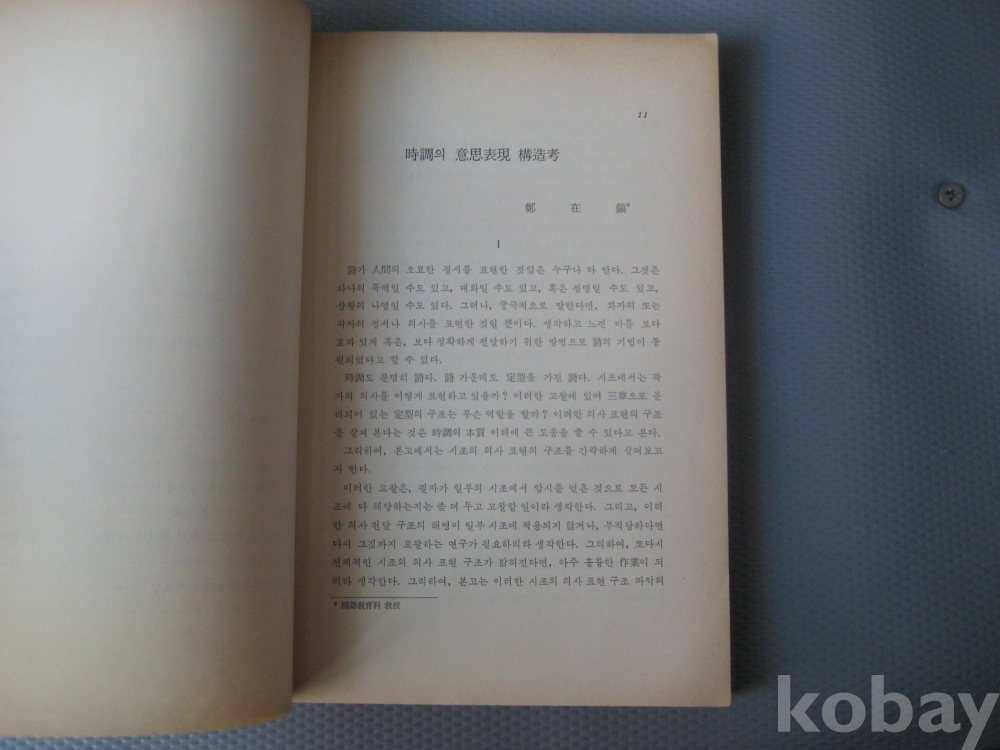 11
時調의 意思表現 構造考
鄭 在 鎬*
I
詩가 人間의 오묘한 정서를 표현한 것임은 누구나 다 안다. 그것은
하나의 독백일 수도 있고, 대화일 수도 있고, 혹은 설명일 수도 있고,
상황의 나열일 수도 있다. 그러나, 궁극적으로 말한다면, 화자의 또는
작자의 정서나 의사를 표현한 것일 뿐이다. 생각하고 느낀 바를 보다
효과 있게 혹은, 보다 정확하게 전달하기 위한 방법으로 詩의 기법이 동
원되었다고 할 수 있다.
時調도 분명히 詩다. 詩 가운데도 定型을 가진 詩다. 시조에서는 작
자의 의사를 어떻게 표현하고 있을까? 이러한 고찰에 있어 三章으로 분
리되어 있는 定型의 구조는 무슨 역할을 할까? 이러한 의사 표현의 구조
를 살펴 본다는 것은 時調의 本質 이해에 큰 도움을 줄 수 있다고 본다.
그리하여, 본고에서는 시조의 의사 표현의 구조를 간략하게 살펴보고
자 한다.
이러한 고찰은, 필자가 일부의 시조에서 암시를 얻은 것으로 모든 시
조에 다 해당하는지는 좀 더 두고 고찰할 일이라 생각한다. 그리고, 이러
한 의사 전달 구조의 해명이 일부 시조에 적용되지 않거나, 부적당하다면
다시 그것까지 포괄하는 연구가 필요하리라 생각한다. 그리하여, 또다시
전체적인 시조의 의사 표현 구조가 밝혀진다면, 아주 훌륭한 作業이 되
리라 생각한다. 그리하여, 본고는 이러한 시조의 의사 표현 구조 파악의
* 國語敎育科 敎授
kobay